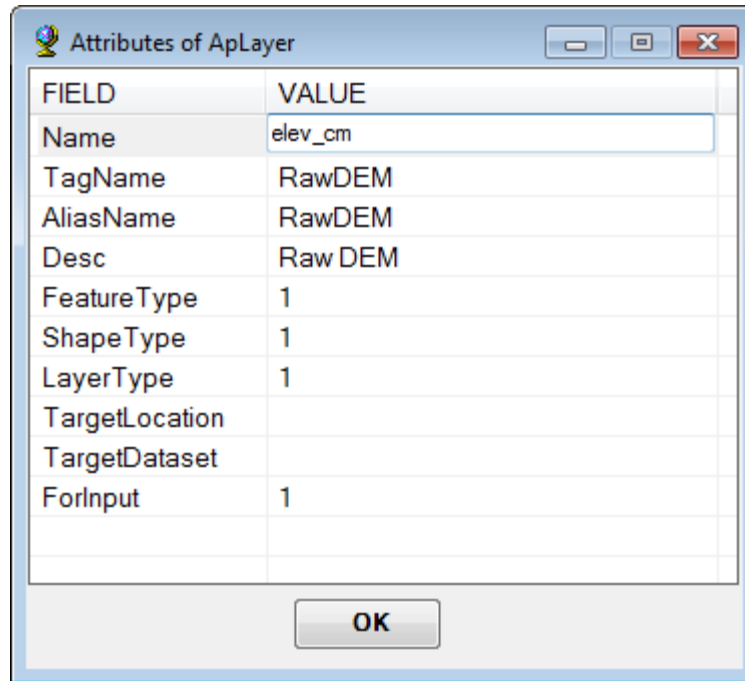 Attributes of ApLayer
FIELD VALUE
Name elev_cm
TagName RawDEM
AliasName RawDEM
Desc Raw DEM
FeatureType 1
ShapeType 1
LayerType 1
TargetLocation
TargetDataset
ForInput 1
OK